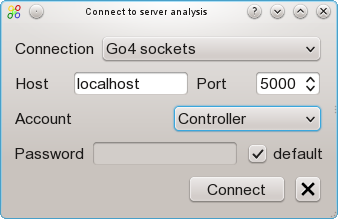 Connect to server analysis
Connection Go4 sockets
Host localhost Port 5000
Account Controller
Password default
Connect